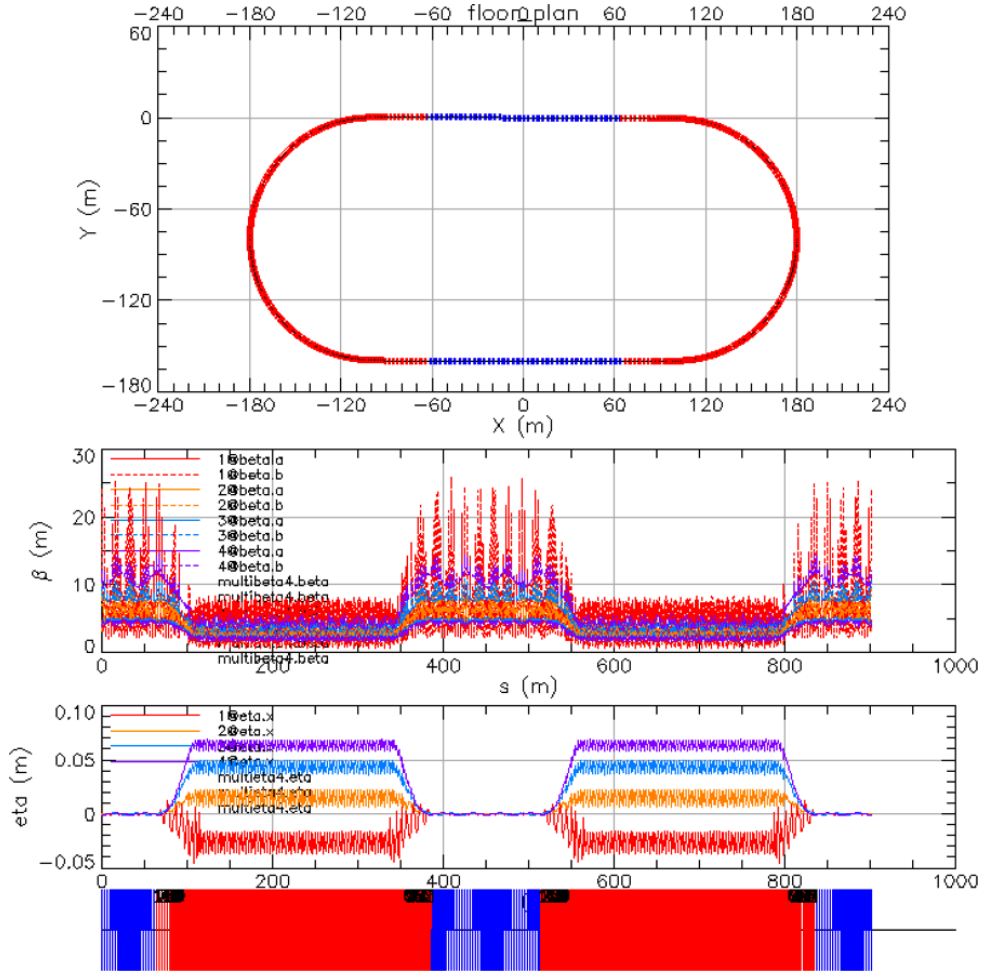 -240 -180 -120 -60 floor plan 0 60 120 180 240
60
0
-60
-120
-180
Y (m)
-240 -180 -120 -60 0 60 120 180 240
X (m)
30
20
10
0
β (m)
1@beta.a
1@beta.b
2@beta.a
2@beta.b
3@beta.a
3@beta.b
4@beta.a
4@beta.b
multibeta4.beta
multibeta4.beta
multibeta4.beta
0 200 400 600 800 1000
s (m)
0.10
0.05
0
-0.05
eta (m)
1@eta.x
2@eta.x
multieta4.eta
multieta4.eta
0 200 400 600 800 1000